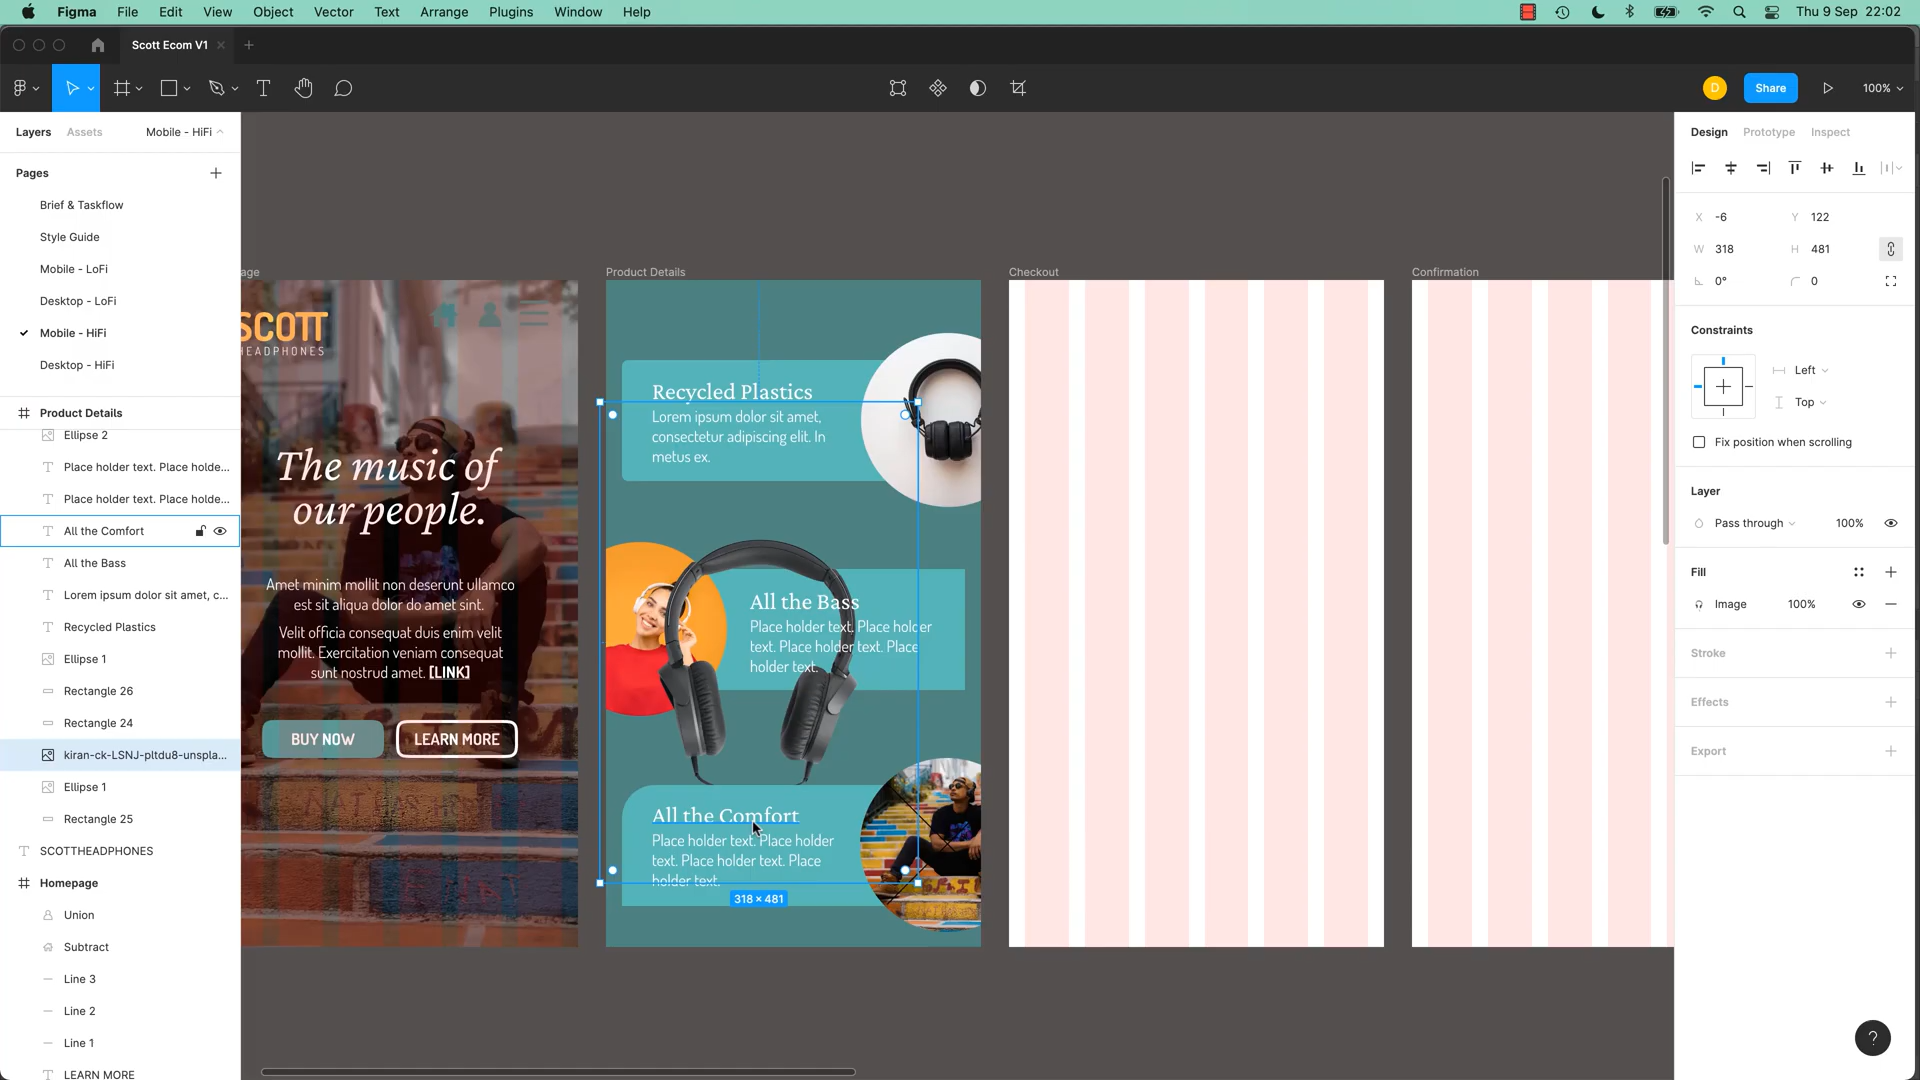 Figma File Edit View Object Vector Text Arrange Plugins Window Help
Thu 9 Sep 22:02
Scott Ecom V1
D
Share
100%
Layers
Assets
Mobile - HiFi
Pages
Brief & Taskflow
Style Guide
Mobile - LoFi
Desktop - LoFi
Mobile - HiFi
Desktop - HiFi
Product Details
Ellipse 2
Place holder text. Place holde...
Place holder text. Place holde...
All the Comfort
All the Bass
Lorem ipsum dolor sit amet, c...
Recycled Plastics
Ellipse 1
Rectangle 26
Rectangle 24
kiran-ck-LSNJ-pltdu8-unspla...
Ellipse 1
Rectangle 25
SCOTTHEADPHONES
Homepage
Union
Subtract
Line 3
Line 2
Line 1
LEARN MORE
age
SCOTT
HEADPHONES
The music of
our people.
Amet minim mollit non deserunt ullamco
est sit aliqua dolor do amet sint.
Velit officia consequat duis enim velit
mollit. Exercitation veniam consequat
sunt nostrud amet. [LINK]
BUY NOW
LEARN MORE
Product Details
Recycled Plastics
Lorem ipsum dolor sit amet,
consectetur adipiscing elit. In
metus ex.
All the Bass
Place holder text. Place holder
text. Place holder text. Place
holder text.
All the Comfort
Place holder text. Place holder
text. Place holder text. Place
holder text.
318 × 481
Checkout
Confirmation
Design
Prototype
Inspect
X -6
Y 122
W 318
H 481
0°
0
Constraints
Left
Top
Fix position when scrolling
Layer
Pass through
100%
Fill
Image
100%
Stroke
Effects
Export
?